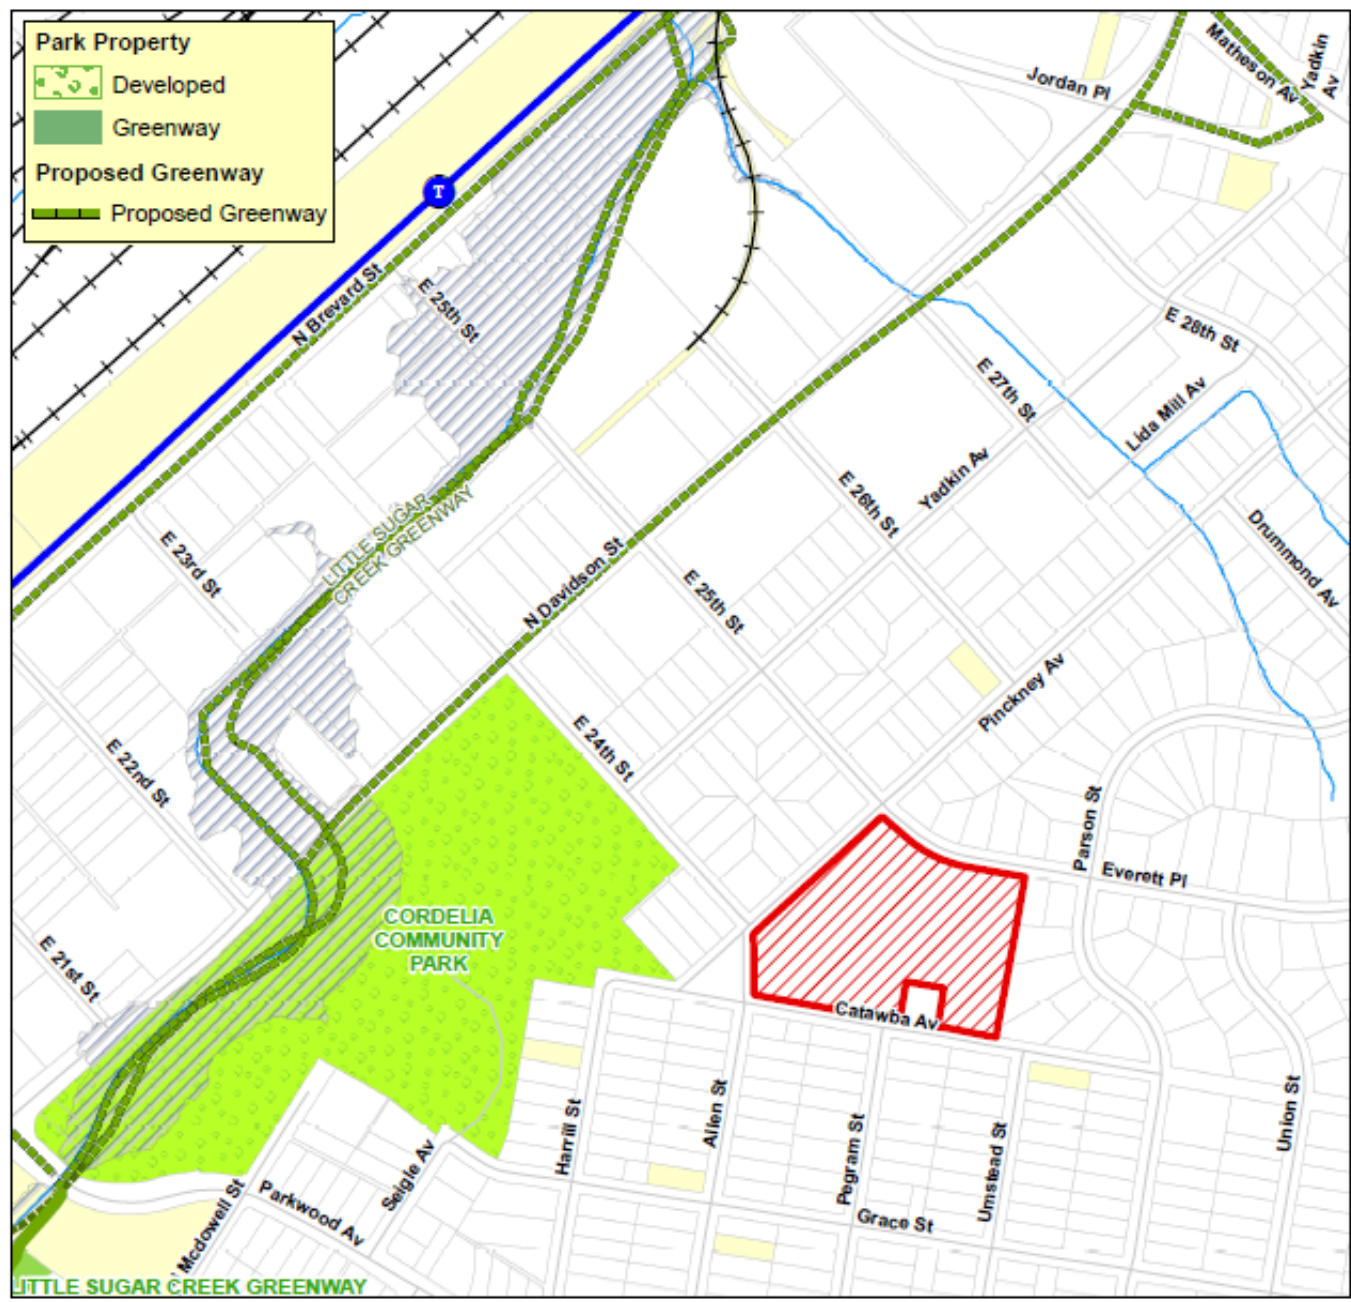 Park Property
Developed
Greenway
Proposed Greenway
Proposed Greenway
T
Jordan Pl
Matheson Av
Yadkin
Av
N Brevard St
E 25th St
E 28th St
E 27th St
Lida Mill Av
Yadkin Av
E 26th St
Drummond Av
LITTLE SUGAR
CREEK GREENWAY
E 23rd St
N Davidson St
E 25th St
Pinckney Av
E 24th St
E 22nd St
Parson St
Everett Pl
CORDELIA
COMMUNITY
PARK
E 21st St
Catawba Av
Harrill St
Allen St
Pegram St
Umstead St
Union St
Seigle Av
Parkwood Av
N Mcdowell St
Grace St
LITTLE SUGAR CREEK GREENWAY